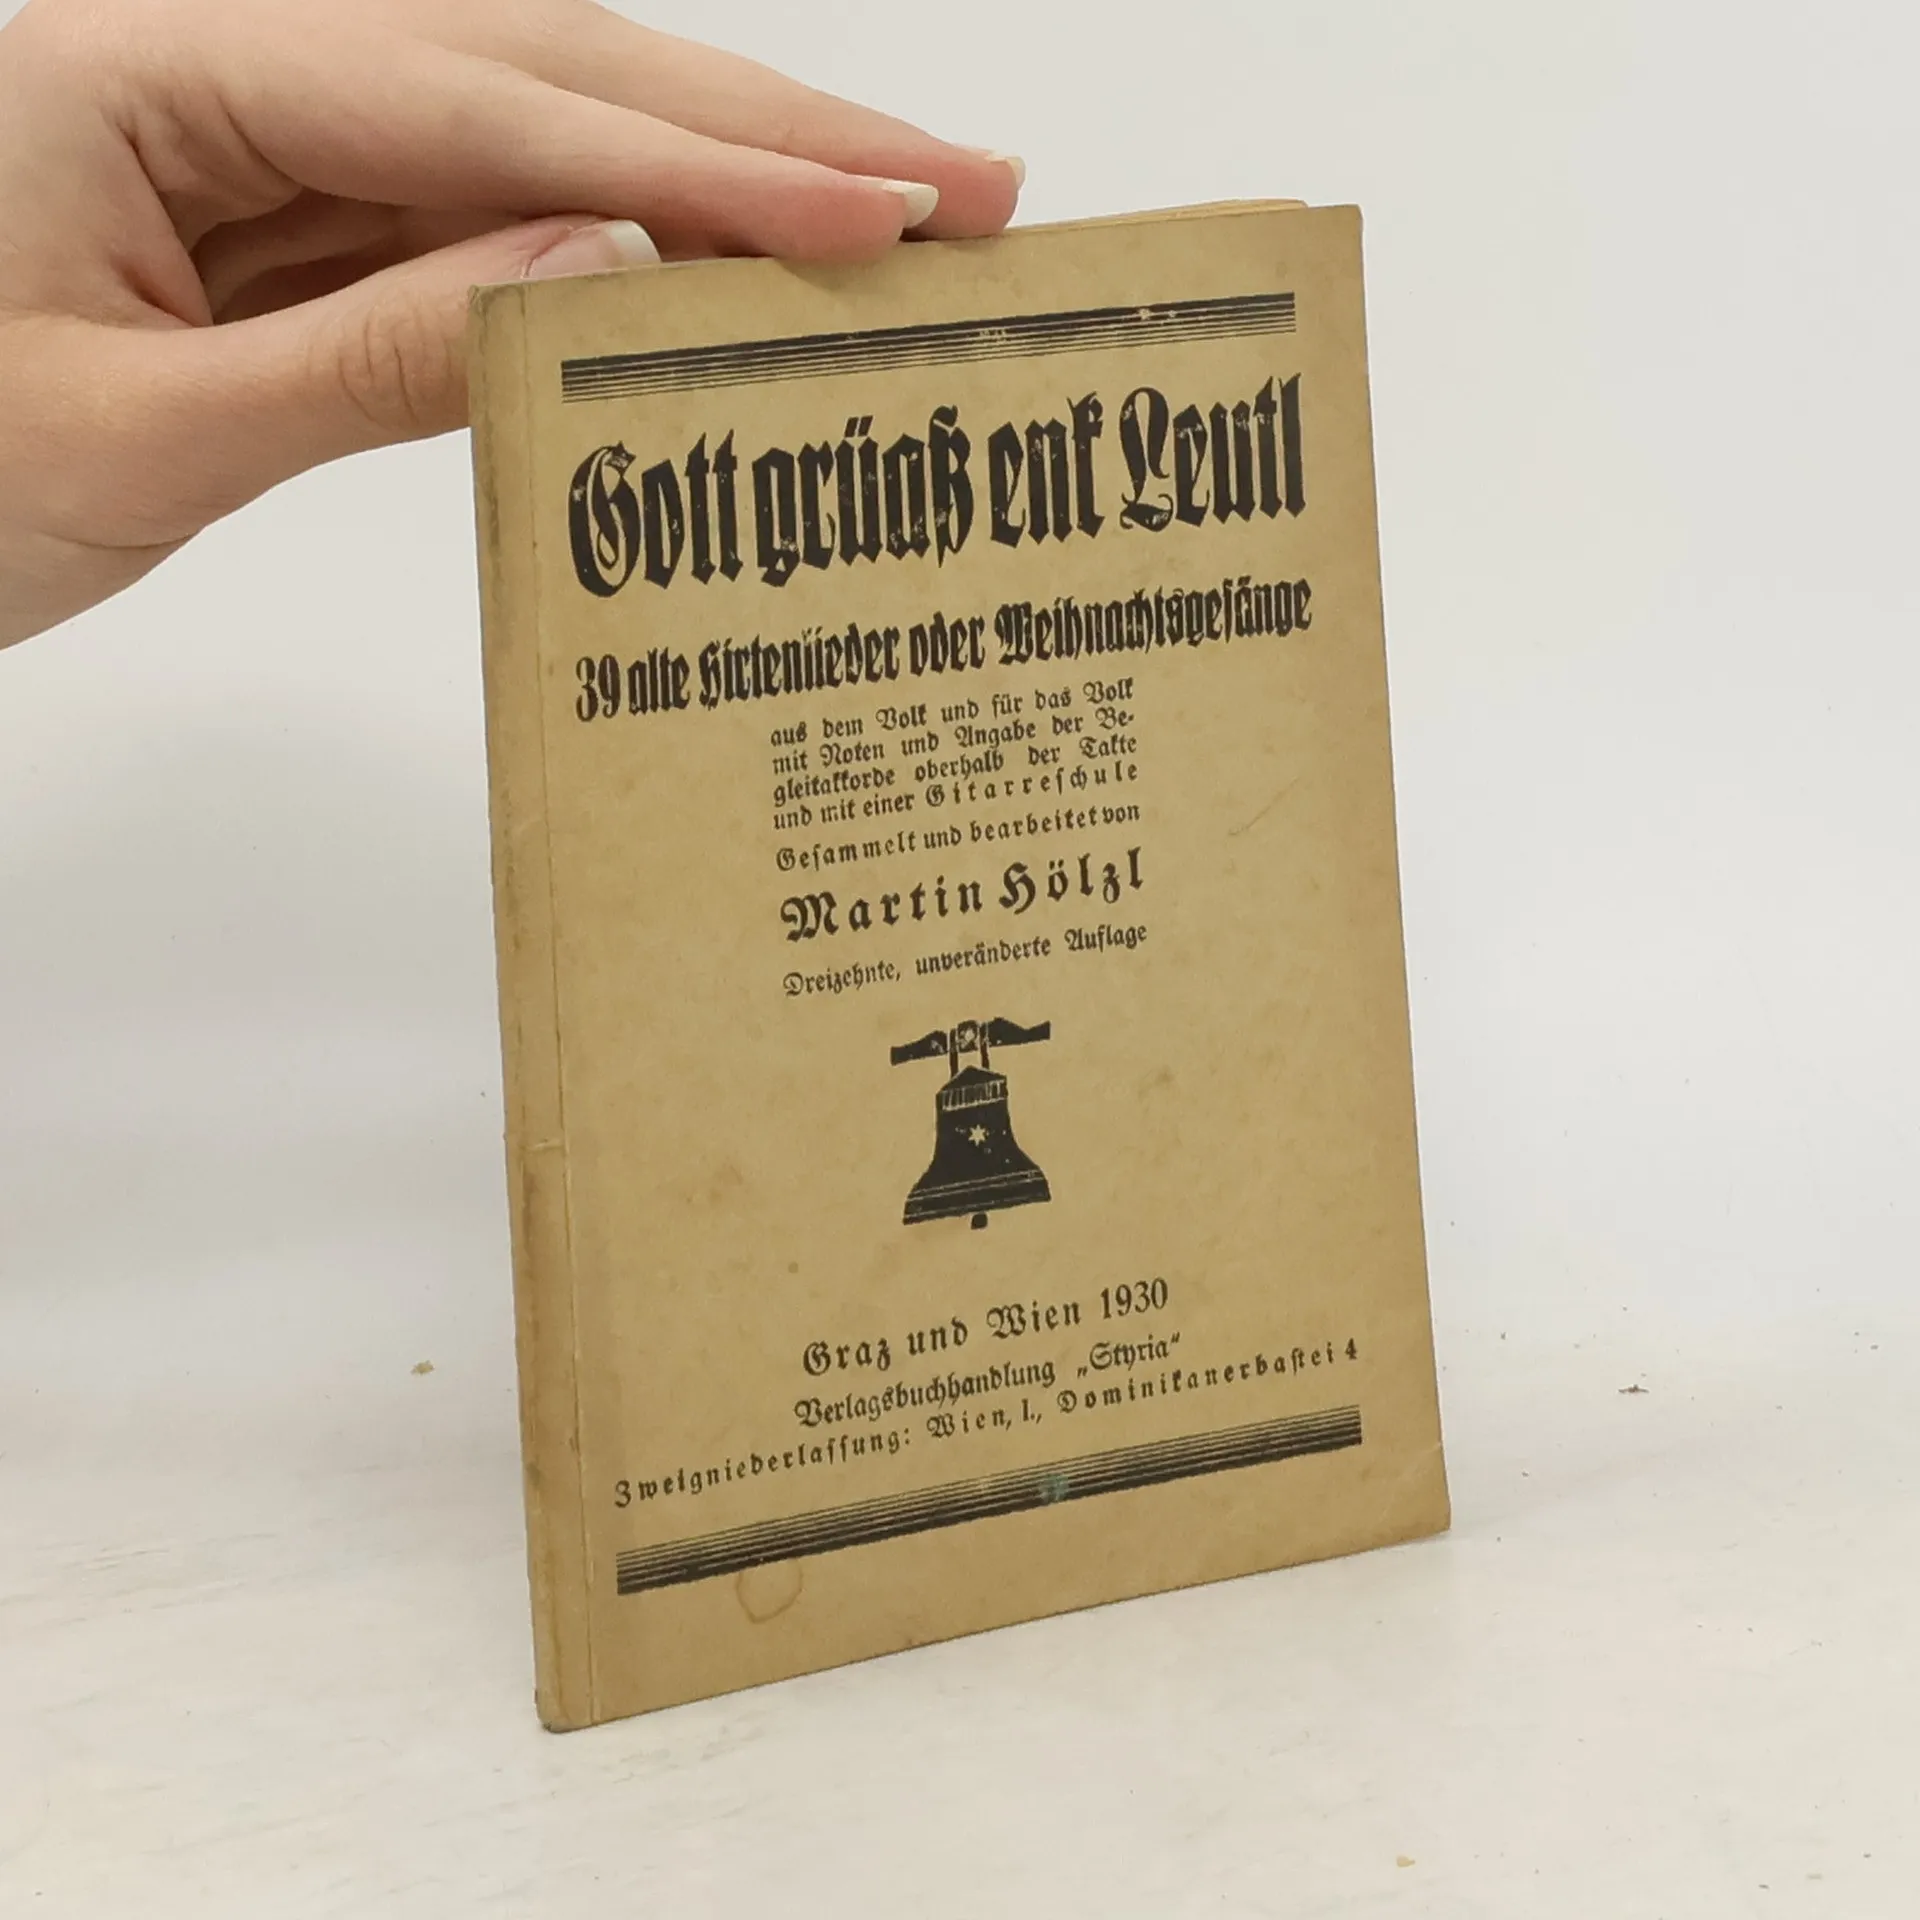 Gott grüaß enk Leutl
39 alte Hirtenlieder oder Weihnachtsgesänge
aus dem Volk und für das Volk
mit Noten und Angabe der Be-
gleitakkorde oberhalb der Takte
und mit einer Gitarreschule
Gesammelt und bearbeitet von
Martin Hölzl
Dreizehnte, unveränderte Auflage
Graz und Wien 1930
Verlagsbuchhandlung „Styria“
Zweigniederlassung: Wien, I., Dominikanerbastei 4